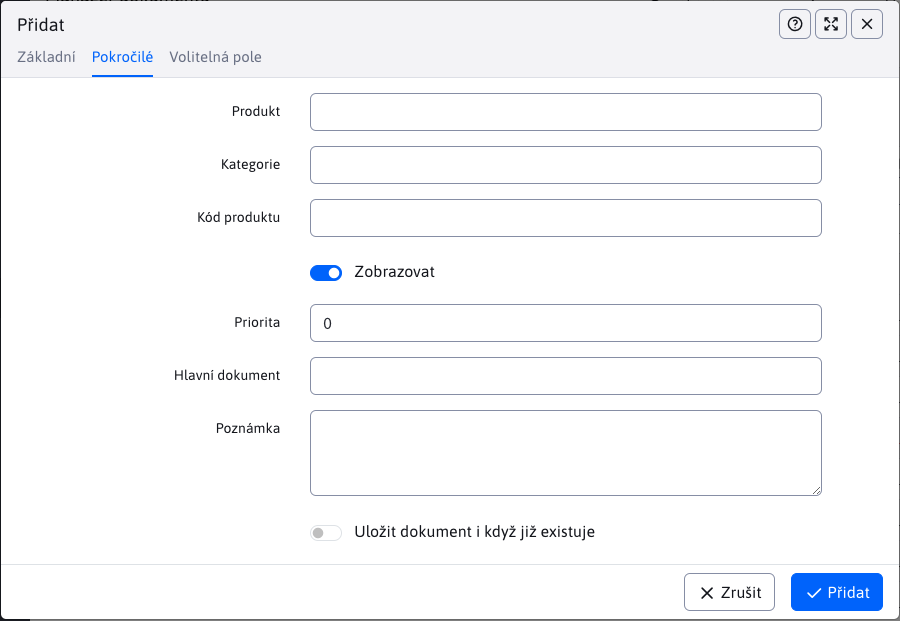 Přidat
Základní Pokročilé Volitelná pole
Produkt
Kategorie
Kód produktu
Zobrazovat
Priorita 0
Hlavní dokument
Poznámka
Uložit dokument i když již existuje
Zrušit Přidat